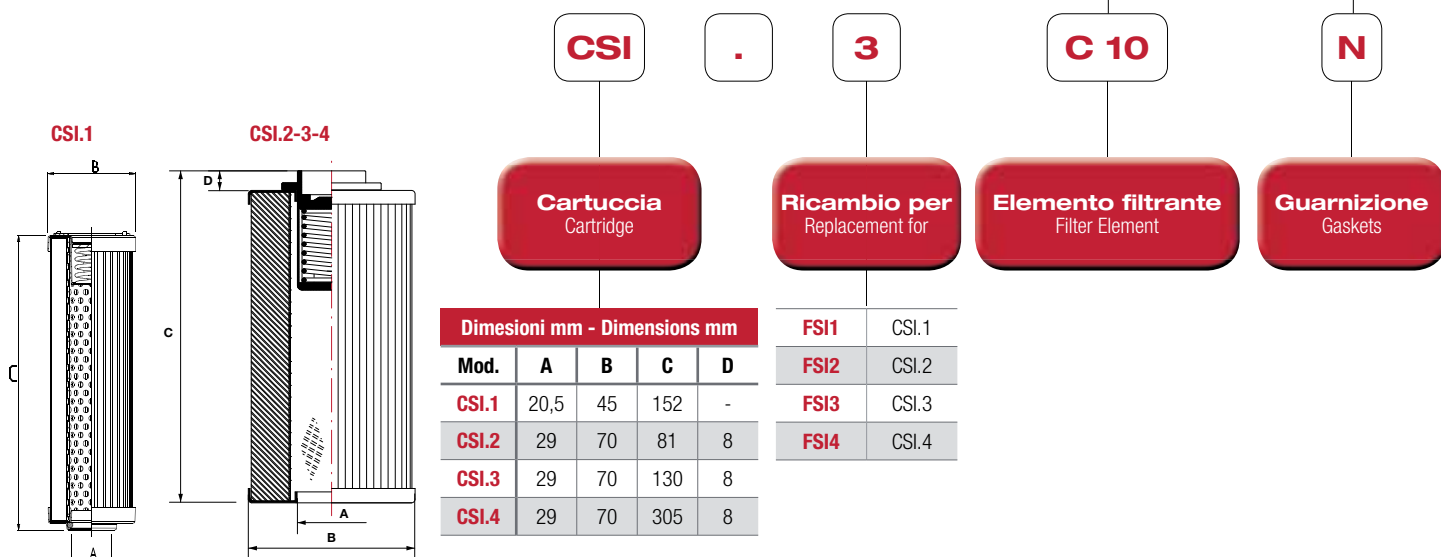 CSI . 3 C 10 N
CSI.1 CSI.2-3-4
B
D
C
C
A
B
A
Cartuccia
Cartridge
Ricambio per
Replacement for
Elemento filtrante
Filter Element
Guarnizione
Gaskets
Dimesioni mm - Dimensions mm
Mod. A B C D
CSI.1 20,5 45 152 -
CSI.2 29 70 81 8
CSI.3 29 70 130 8
CSI.4 29 70 305 8
FSI1 CSI.1
FSI2 CSI.2
FSI3 CSI.3
FSI4 CSI.4